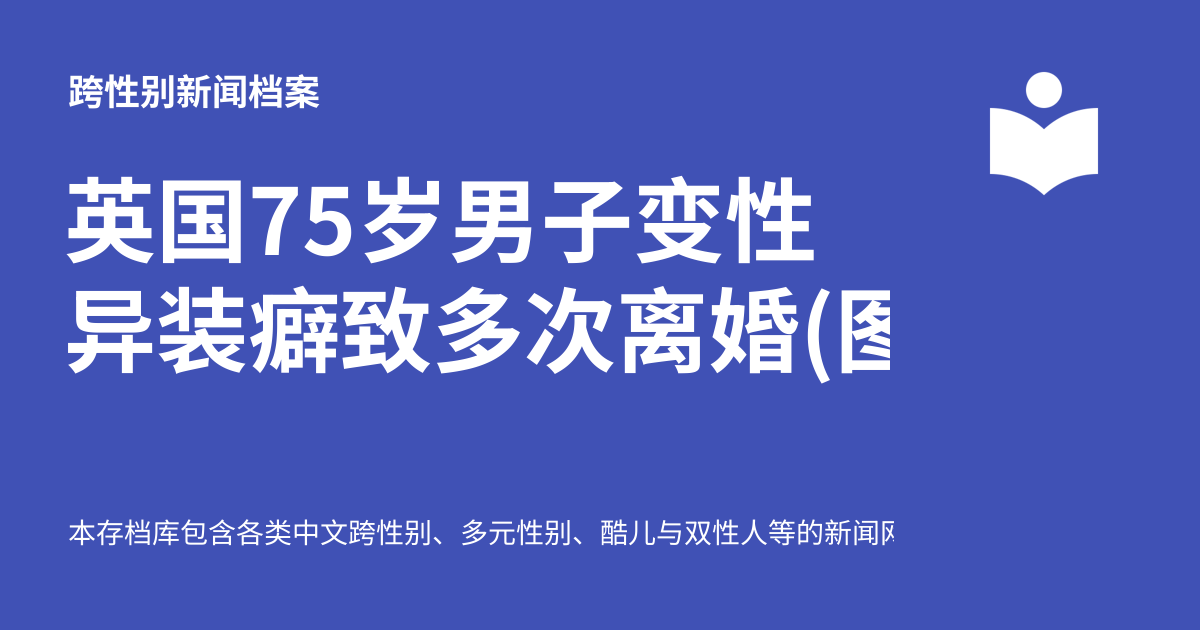 跨性别新闻档案
英国75岁男子变性
异装癖致多次离婚(图
本存档库包含各类中文跨性别、多元性别、酷儿与双性人等的新闻